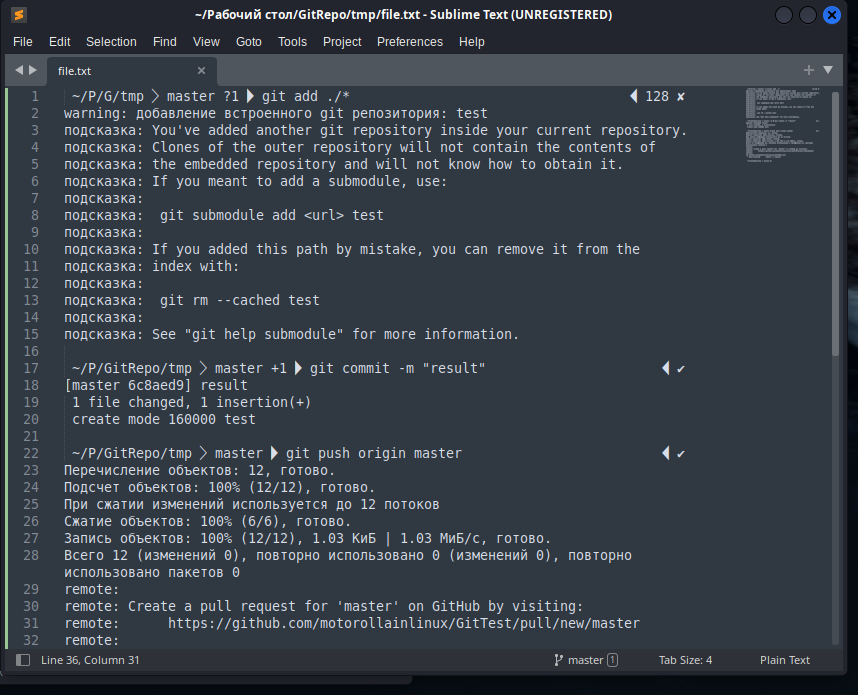 ~/Рабочий стол/GitRepo/tmp/file.txt - Sublime Text (UNREGISTERED)
File Edit Selection Find View Goto Tools Project Preferences Help
file.txt
1 ~/P/G/tmp > master ?1 git add ./* 128 ✘
2 warning: добавление встроенного git репозитория: test
3 подсказка: You've added another git repository inside your current repository.
4 подсказка: Clones of the outer repository will not contain the contents of
5 подсказка: the embedded repository and will not know how to obtain it.
6 подсказка: If you meant to add a submodule, use:
7 подсказка:
8 подсказка:  git submodule add <url> test
9 подсказка:
10 подсказка: If you added this path by mistake, you can remove it from the
11 подсказка: index with:
12 подсказка:
13 подсказка:  git rm --cached test
14 подсказка:
15 подсказка: See "git help submodule" for more information.
16
17 ~/P/GitRepo/tmp > master +1 git commit -m "result" ✔
18 [master 6c8aed9] result
19 1 file changed, 1 insertion(+)
20 create mode 160000 test
21
22 ~/P/GitRepo/tmp > master git push origin master ✔
23 Перечисление объектов: 12, готово.
24 Подсчет объектов: 100% (12/12), готово.
25 При сжатии изменений используется до 12 потоков
26 Сжатие объектов: 100% (6/6), готово.
27 Запись объектов: 100% (12/12), 1.03 КиБ | 1.03 МиБ/с, готово.
28 Всего 12 (изменений 0), повторно использовано 0 (изменений 0), повторно
использовано пакетов 0
29 remote:
30 remote: Create a pull request for 'master' on GitHub by visiting:
31 remote:      https://github.com/motorollainlinux/GitTest/pull/new/master
32 remote:
Line 36, Column 31 master 1 Tab Size: 4 Plain Text